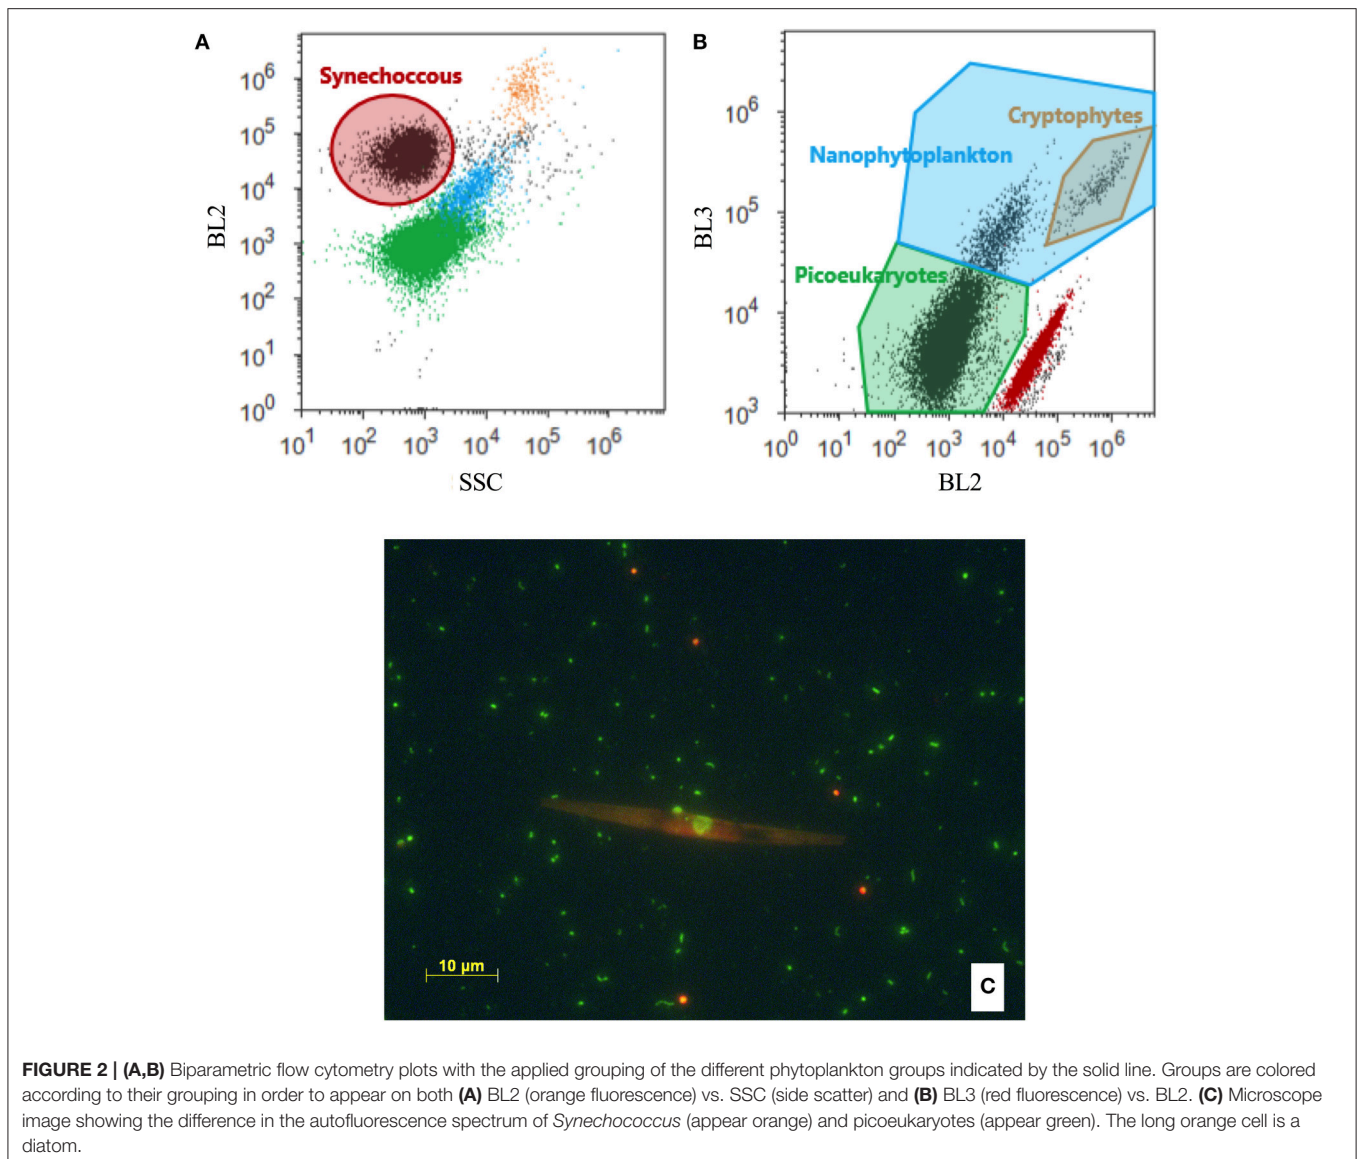 A
B
Synechoccous
BL2
10^6
10^5
10^4
10^3
10^2
10^1
10^0
10^1 10^2 10^3 10^4 10^5 10^6
SSC
Cryptophytes
Nanophytoplankton
Picoeukaryotes
BL3
10^6
10^5
10^4
10^3
10^0 10^1 10^2 10^3 10^4 10^5 10^6
BL2
10 µm
C
FIGURE 2 | (A,B) Biparametric flow cytometry plots with the applied grouping of the different phytoplankton groups indicated by the solid line. Groups are colored
according to their grouping in order to appear on both (A) BL2 (orange fluorescence) vs. SSC (side scatter) and (B) BL3 (red fluorescence) vs. BL2. (C) Microscope
image showing the difference in the autofluorescence spectrum of Synechococcus (appear orange) and picoeukaryotes (appear green). The long orange cell is a
diatom.